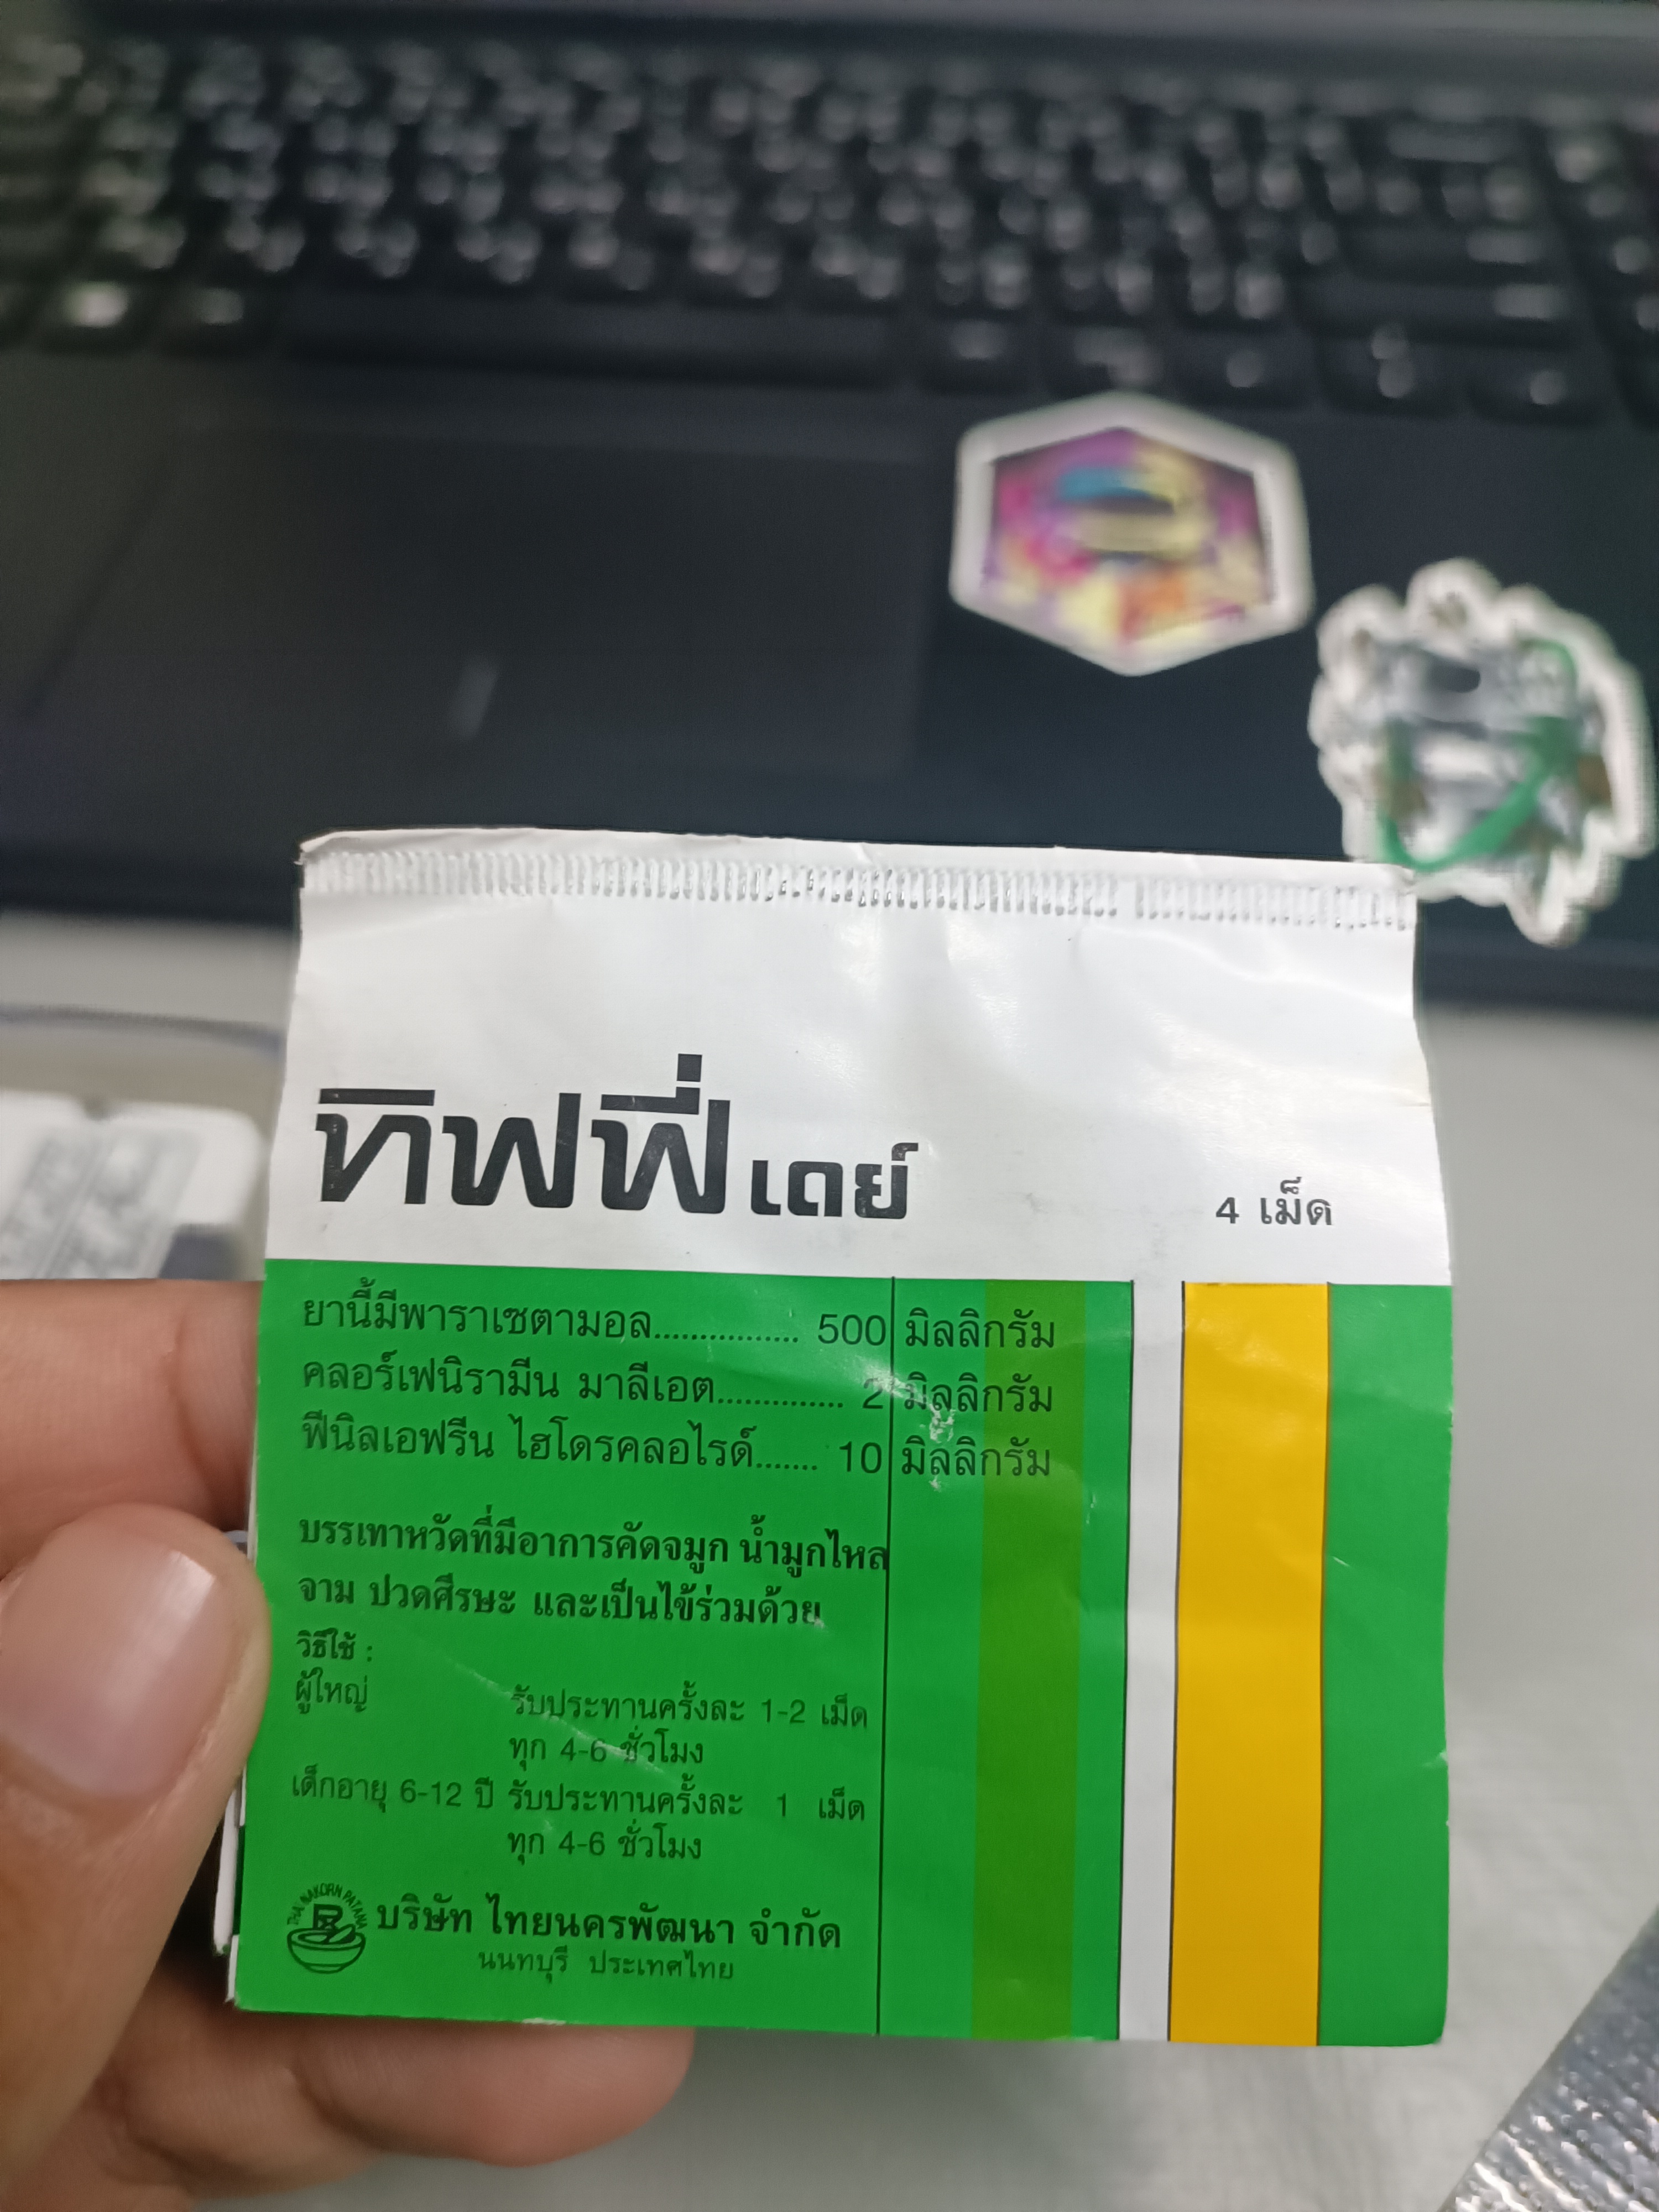 ทิฟฟี่ เดย์
4 เม็ด
ยานี้มีพาราเซตามอล................ 500 มิลลิกรัม
คลอร์เฟนิรามีน มาลีเอต.............. 2 มิลลิกรัม
ฟีนิลเอฟรีน ไฮโดรคลอไรด์....... 10 มิลลิกรัม
บรรเทาหวัดที่มีอาการคัดจมูก น้ำมูกไหล
จาม ปวดศีรษะ และเป็นไข้ร่วมด้วย
วิธีใช้ :
ผู้ใหญ่ รับประทานครั้งละ 1-2 เม็ด
ทุก 4-6 ชั่วโมง
เด็กอายุ 6-12 ปี รับประทานครั้งละ 1 เม็ด
ทุก 4-6 ชั่วโมง
THAI NAKORN PATANA
บริษัท ไทยนครพัฒนา จำกัด
นนทบุรี ประเทศไทย